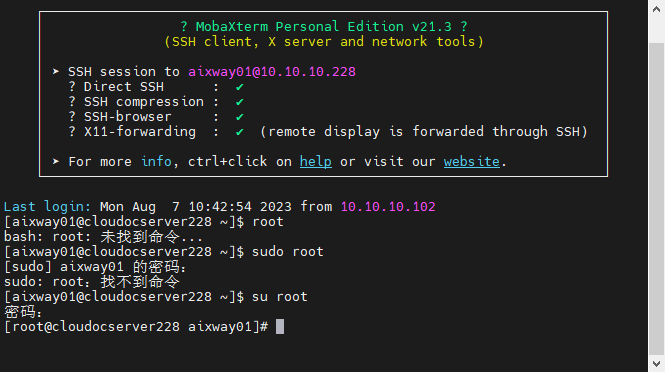 ? MobaXterm Personal Edition v21.3 ?
(SSH client, X server and network tools)
➤ SSH session to aixway01@10.10.10.228
? Direct SSH : ✔
? SSH compression : ✔
? SSH-browser : ✔
? X11-forwarding : ✔ (remote display is forwarded through SSH)
➤ For more info, ctrl+click on help or visit our website.
Last login: Mon Aug 7 10:42:54 2023 from 10.10.10.102
[aixway01@cloudocserver228 ~]$ root
bash: root: 未找到命令...
[aixway01@cloudocserver228 ~]$ sudo root
[sudo] aixway01 的密码：
sudo: root：找不到命令
[aixway01@cloudocserver228 ~]$ su root
密码：
[root@cloudocserver228 aixway01]#